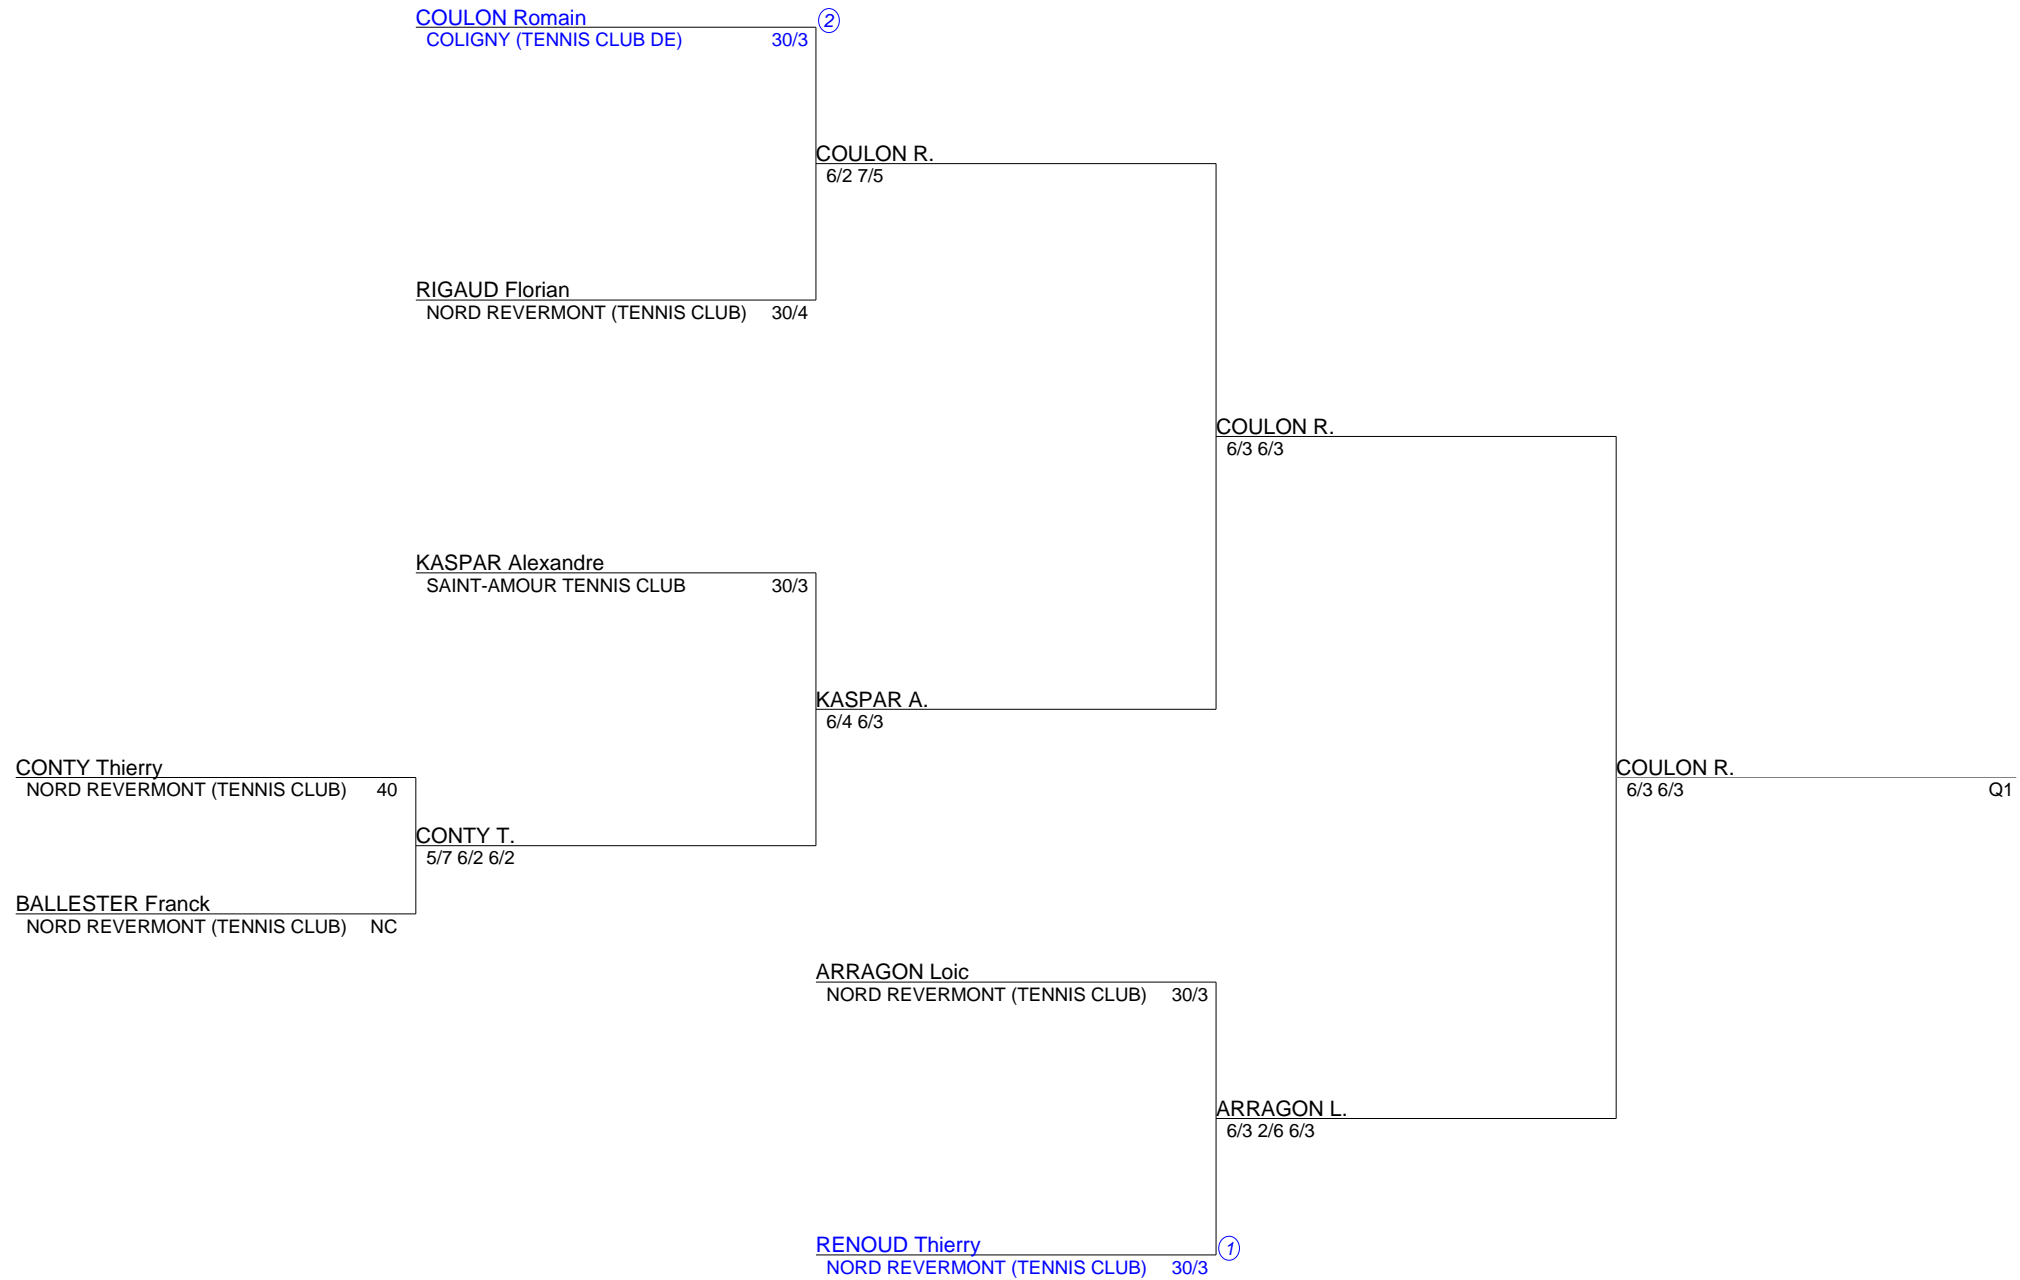 COULON Romain 2
COLIGNY (TENNIS CLUB DE) 30/3
COULON R.
6/2 7/5
RIGAUD Florian
NORD REVERMONT (TENNIS CLUB) 30/4
COULON R.
6/3 6/3
KASPAR Alexandre
SAINT-AMOUR TENNIS CLUB 30/3
KASPAR A.
6/4 6/3
CONTY Thierry
NORD REVERMONT (TENNIS CLUB) 40
COULON R.
6/3 6/3 Q1
CONTY T.
5/7 6/2 6/2
BALLESTER Franck
NORD REVERMONT (TENNIS CLUB) NC
ARRAGON Loic
NORD REVERMONT (TENNIS CLUB) 30/3
ARRAGON L.
6/3 2/6 6/3
RENOUD Thierry 1
NORD REVERMONT (TENNIS CLUB) 30/3